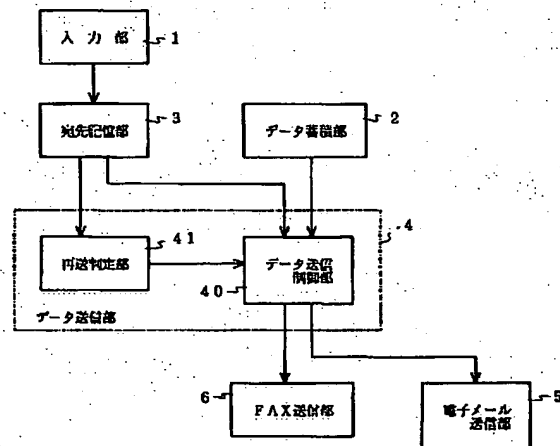 入力部
1
宛先記憶部
3
データ蓄積部
2
再送判定部
41
データ送信
制御部
40
4
データ送信部
6
FAX送信部
電子メール
送信部
5